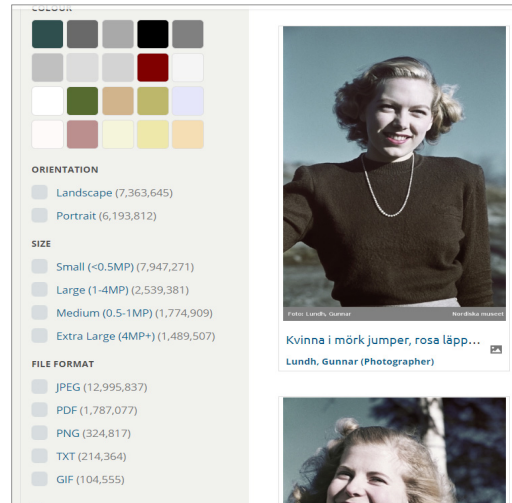 COLOUR
ORIENTATION
Landscape (7,363,645)
Portrait (6,193,812)
SIZE
Small (<0.5MP) (7,947,271)
Large (1-4MP) (2,539,381)
Medium (0.5-1MP) (1,774,909)
Extra Large (4MP+) (1,489,507)
FILE FORMAT
JPEG (12,995,837)
PDF (1,787,077)
PNG (324,817)
TXT (214,364)
GIF (104,555)
Foto: Lundh, Gunnar Nordiska museet
Kvinna i mörk jumper, rosa läpp...
Lundh, Gunnar (Photographer)